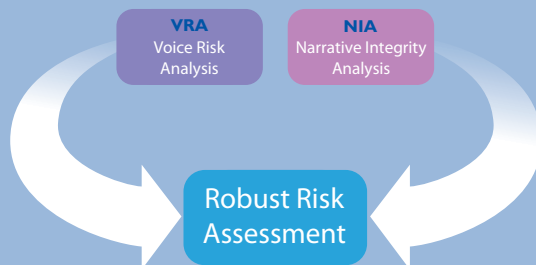 VRA
Voice Risk
Analysis
NIA
Narrative Integrity
Analysis
Robust Risk
Assessment